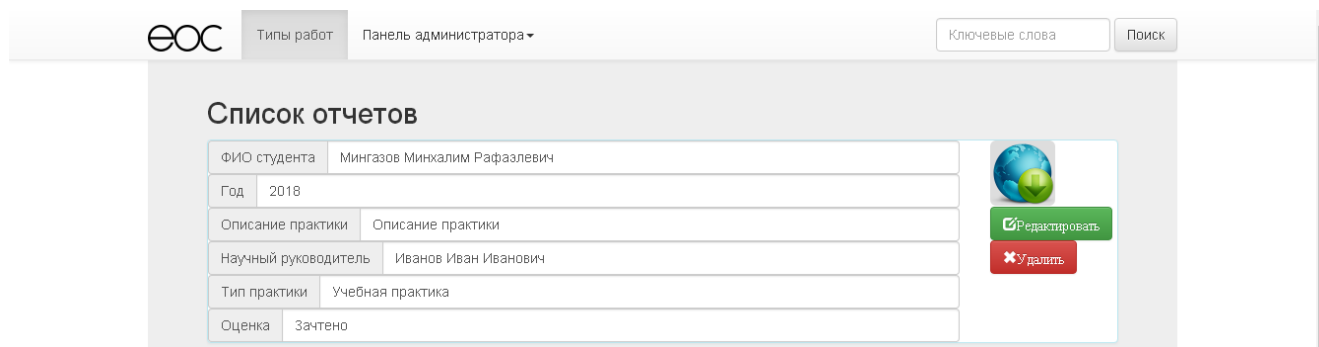 eoc Типы работ Панель администратора Ключевые слова Поиск
Список отчетов
ФИО студента Мингазов Минхалим Рафазлевич
Год 2018
Описание практики Описание практики
Редактировать
Научный руководитель Иванов Иван Иванович
Удалить
Тип практики Учебная практика
Оценка Зачтено